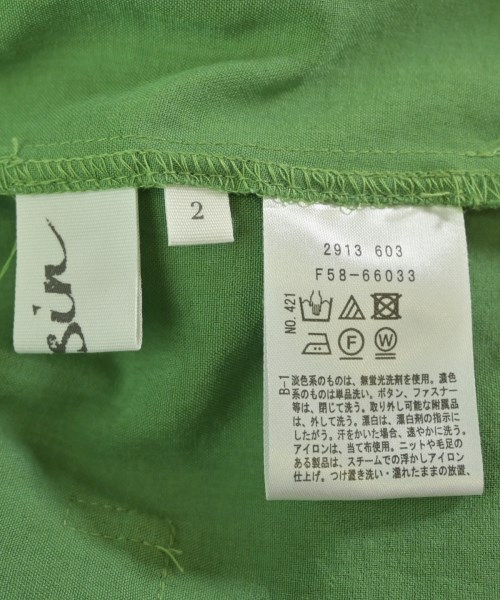 sin
2
2913 603
F58-66033
NO.421
F
W
B-1
淡色系のものは、無蛍光洗剤を使用。濃色
系のものは単品洗い。ボタン、ファスナー
等は、閉じて洗う。取り外し可能な附属品
は、外して洗う。漂白は、漂白剤の指示に
したがう。汗をかいた場合、速やかに洗う。
アイロンは、当て布使用。ニットや毛足の
ある製品は、スチームでの浮かしアイロン
仕上げ。つけ置き洗い・濡れたままの放置、